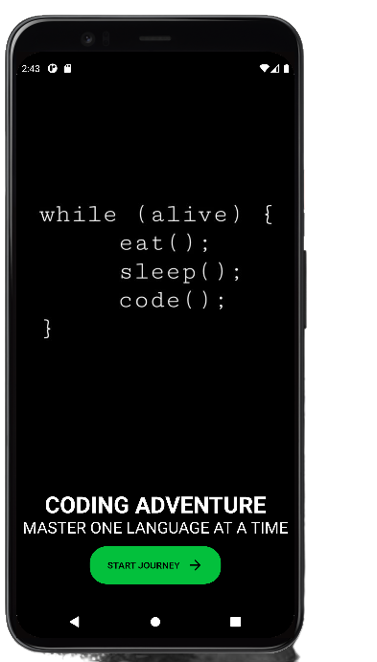 2:43
while (alive) {
eat();
sleep();
code();
}
CODING ADVENTURE
MASTER ONE LANGUAGE AT A TIME
START JOURNEY